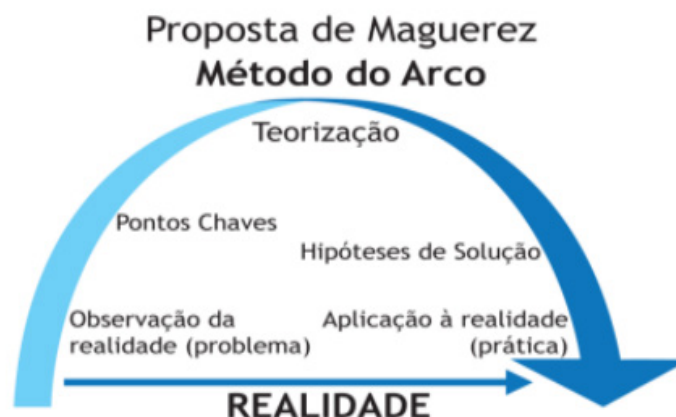 Proposta de Maguerez
Método do Arco
Teorização
Pontos Chaves
Hipóteses de Solução
Observação da
realidade (problema)
Aplicação à realidade
(prática)
REALIDADE